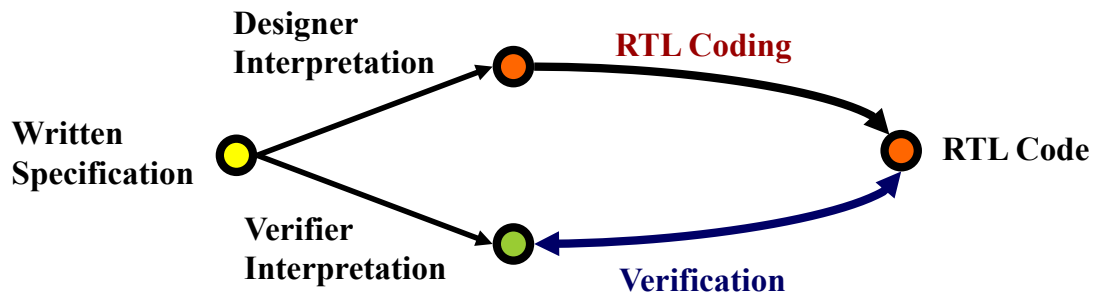 Designer
Interpretation
RTL Coding
Written
Specification
RTL Code
Verifier
Interpretation
Verification